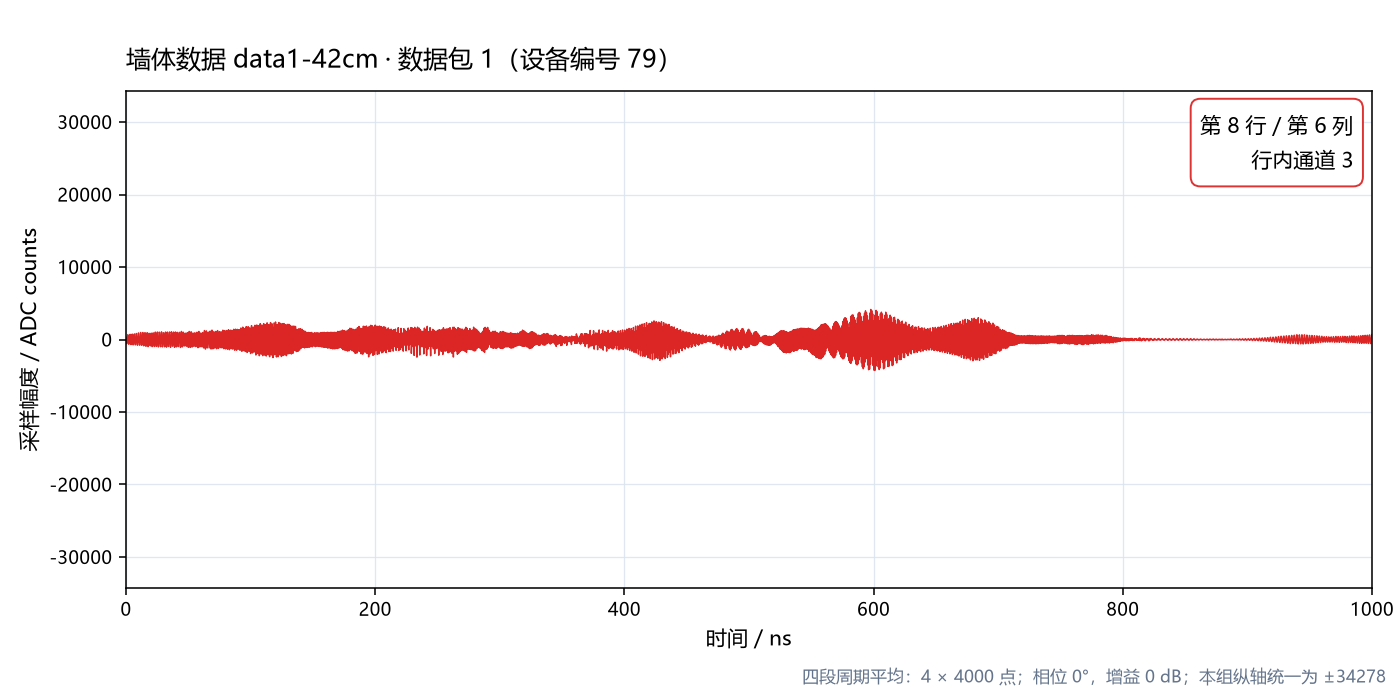 墙体数据 data1-42cm · 数据包 1（设备编号 79）
第 8 行 / 第 6 列
行内通道 3
采样幅度 / ADC counts
30000
20000
10000
0
-10000
-20000
-30000
0 200 400 600 800 1000
时间 / ns
四段周期平均：4 × 4000 点；相位 0°，增益 0 dB；本组纵轴统一为 ±34278